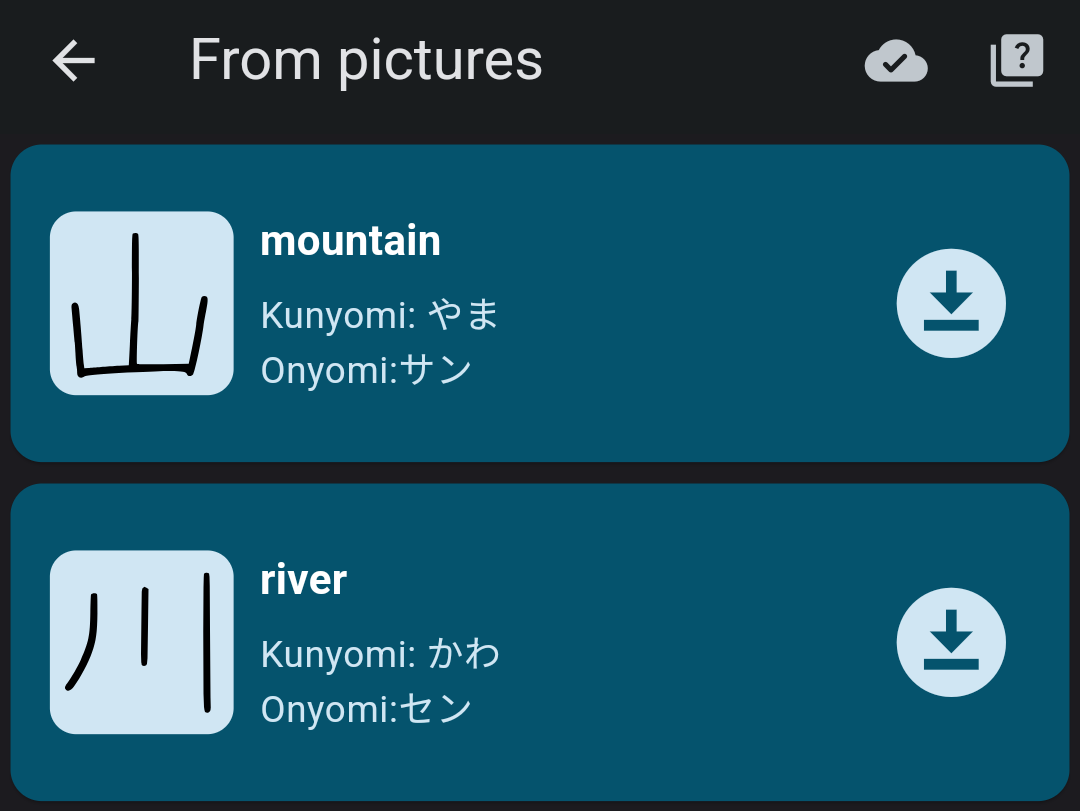 From pictures
?
山
mountain
Kunyomi: やま
Onyomi:サン
川
river
Kunyomi: かわ
Onyomi:セン